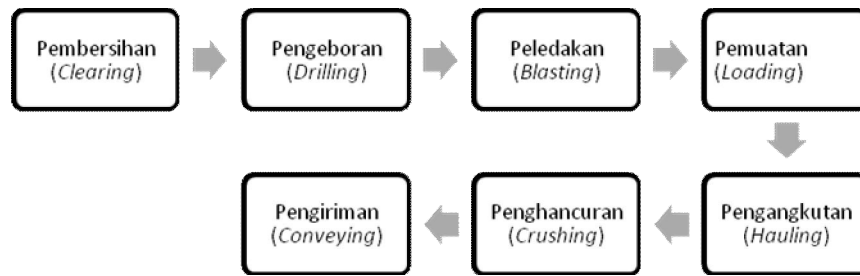 Pembersihan
(Clearing)
Pengeboran
(Drilling)
Peledakan
(Blasting)
Pemuatan
(Loading)
Pengangkutan
(Hauling)
Penghancuran
(Crushing)
Pengiriman
(Conveying)